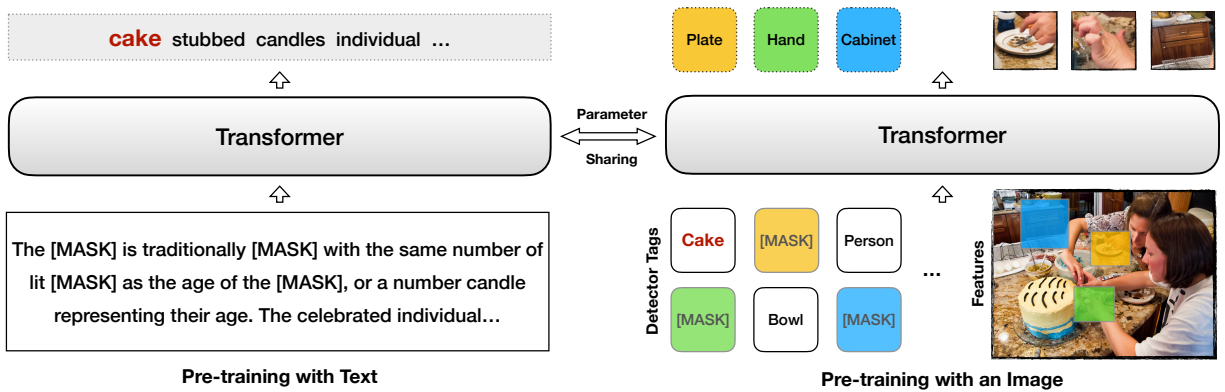 cake stubbed candles individual ...
Transformer
The [MASK] is traditionally [MASK] with the same number of
lit [MASK] as the age of the [MASK], or a number candle
representing their age. The celebrated individual...
Pre-training with Text
Parameter
Sharing
Plate Hand Cabinet
Transformer
Detector Tags
Cake [MASK] Person
...
[MASK] Bowl [MASK]
Features
Pre-training with an Image